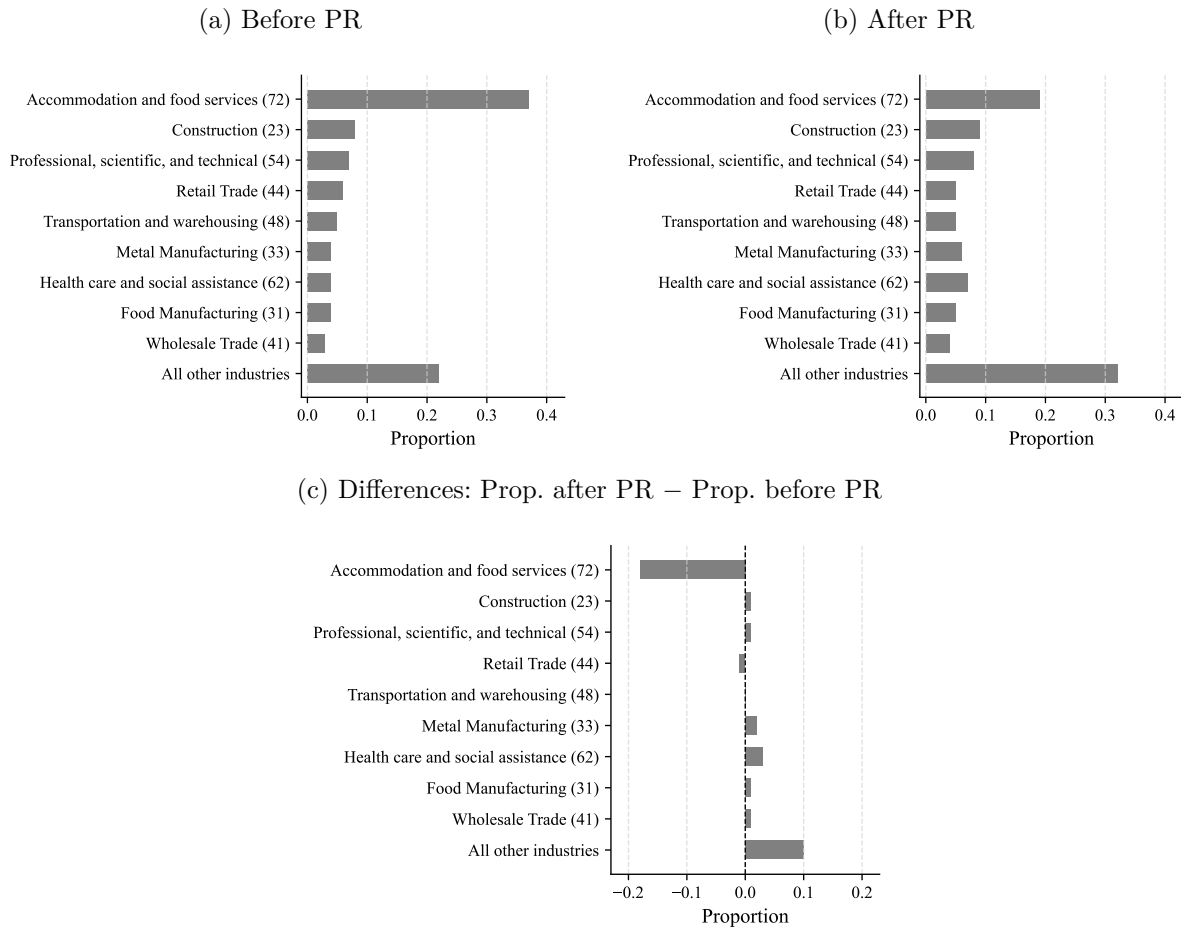 (a) Before PR
Accommodation and food services (72)
Construction (23)
Professional, scientific, and technical (54)
Retail Trade (44)
Transportation and warehousing (48)
Metal Manufacturing (33)
Health care and social assistance (62)
Food Manufacturing (31)
Wholesale Trade (41)
All other industries
0.0 0.1 0.2 0.3 0.4
Proportion
(b) After PR
Accommodation and food services (72)
Construction (23)
Professional, scientific, and technical (54)
Retail Trade (44)
Transportation and warehousing (48)
Metal Manufacturing (33)
Health care and social assistance (62)
Food Manufacturing (31)
Wholesale Trade (41)
All other industries
0.0 0.1 0.2 0.3 0.4
Proportion
(c) Differences: Prop. after PR − Prop. before PR
Accommodation and food services (72)
Construction (23)
Professional, scientific, and technical (54)
Retail Trade (44)
Transportation and warehousing (48)
Metal Manufacturing (33)
Health care and social assistance (62)
Food Manufacturing (31)
Wholesale Trade (41)
All other industries
−0.2 −0.1 0.0 0.1 0.2
Proportion